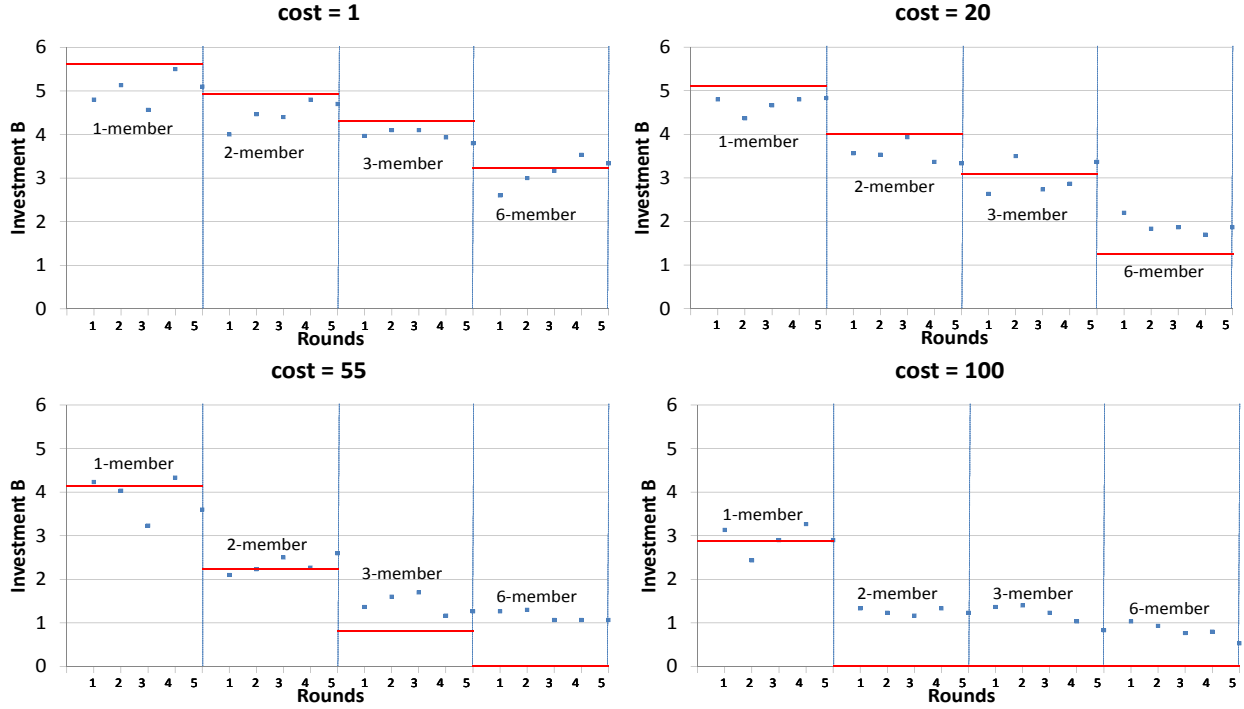 cost = 1
Investment B
6
5
4
3
2
1
0
1-member
2-member
3-member
6-member
1 2 3 4 5 1 2 3 4 5 1 2 3 4 5 1 2 3 4 5
Rounds
cost = 20
Investment B
6
5
4
3
2
1
0
1-member
2-member
3-member
6-member
1 2 3 4 5 1 2 3 4 5 1 2 3 4 5 1 2 3 4 5
Rounds
cost = 55
Investment B
6
5
4
3
2
1
0
1-member
2-member
3-member
6-member
1 2 3 4 5 1 2 3 4 5 1 2 3 4 5 1 2 3 4 5
Rounds
cost = 100
Investment B
6
5
4
3
2
1
0
1-member
2-member
3-member
6-member
1 2 3 4 5 1 2 3 4 5 1 2 3 4 5 1 2 3 4 5
Rounds